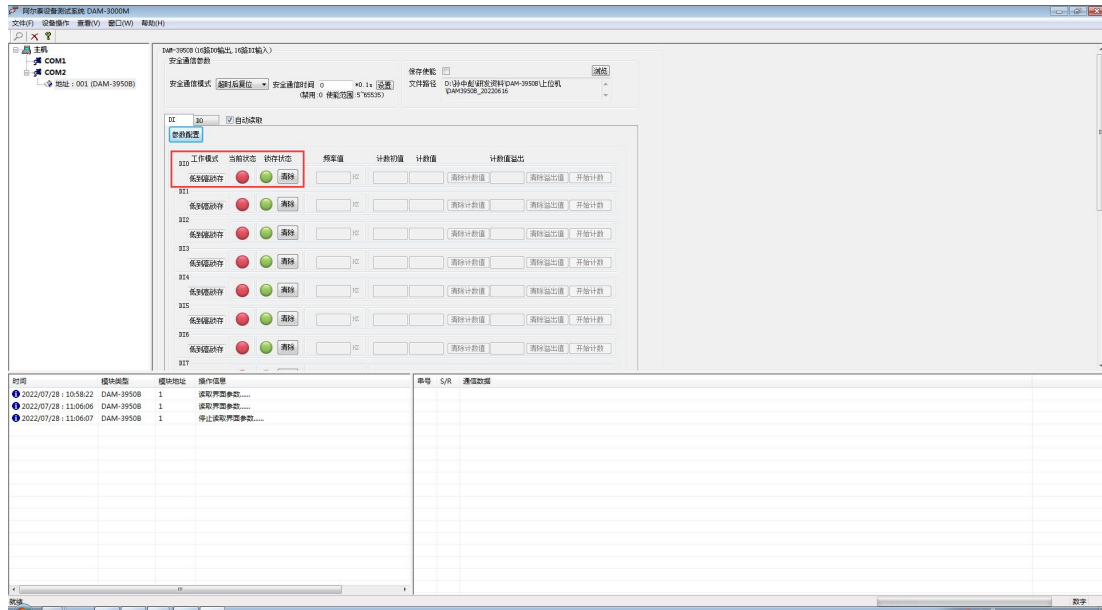 阿尔泰设备测试系统 DAM-3000M
文件(F) 设备操作 查看(V) 窗口(W) 帮助(H)
主机
COM1
COM2
地址：001 (DAM-3950B)
DAM-3950B (16路DO输出, 16路DI输入)
安全通信参数
安全通信模式 超时后复位 安全通信时间 0 *0.1s 设置
(禁用:0 使能范围:5~65535)
保存使能 浏览
文件路径
\DAM3950B_20220616
DI DO 自动读取
参数配置
工作模式 当前状态 锁存状态 频率值 计数初值 计数值 计数值溢出
DI0
低到高锁存 清除 HZ 清除计数值 清除溢出值 开始计数
DI1
低到高锁存 清除 HZ 清除计数值 清除溢出值 开始计数
DI2
低到高锁存 清除 HZ 清除计数值 清除溢出值 开始计数
DI3
低到高锁存 清除 HZ 清除计数值 清除溢出值 开始计数
DI4
低到高锁存 清除 HZ 清除计数值 清除溢出值 开始计数
DI5
低到高锁存 清除 HZ 清除计数值 清除溢出值 开始计数
DI6
低到高锁存 清除 HZ 清除计数值 清除溢出值 开始计数
DI7
时间 模块类型 模块地址 操作信息
2022/07/28 : 10:58:22 DAM-3950B 1 读取界面参数......
2022/07/28 : 11:06:06 DAM-3950B 1 读取界面参数......
2022/07/28 : 11:06:07 DAM-3950B 1 停止读取界面参数......
串号 S/R 通信数据
就绪
数字